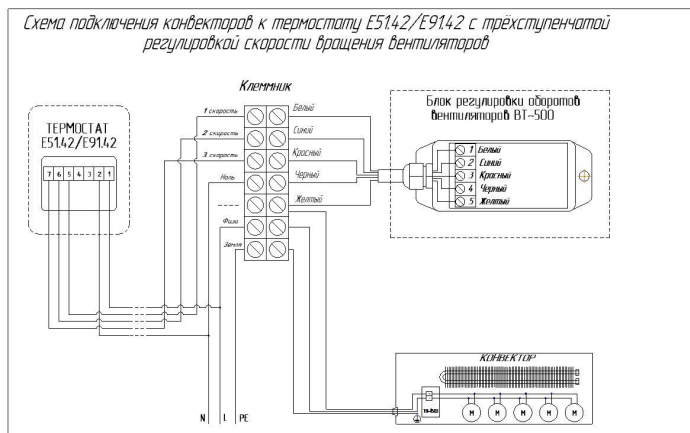 Схема подключения конвекторов к термостату E51.42/E91.42 с трёхступенчатой
регулировкой скорости вращения вентиляторов
Клеммник
ТЕРМОСТАТ
E51.42/E91.42
7 6 5 4 3 2 1
1 скорость
2 скорость
3 скорость
Ноль
Фаза
Земля
Белый
Синий
Красный
Черный
Желтый
Блок регулировки оборотов
вентиляторов ВТ-500
1 Белый
2 Синий
3 Красный
4 Черный
5 Желтый
N L PE
КОНВЕКТОР
М М М М М